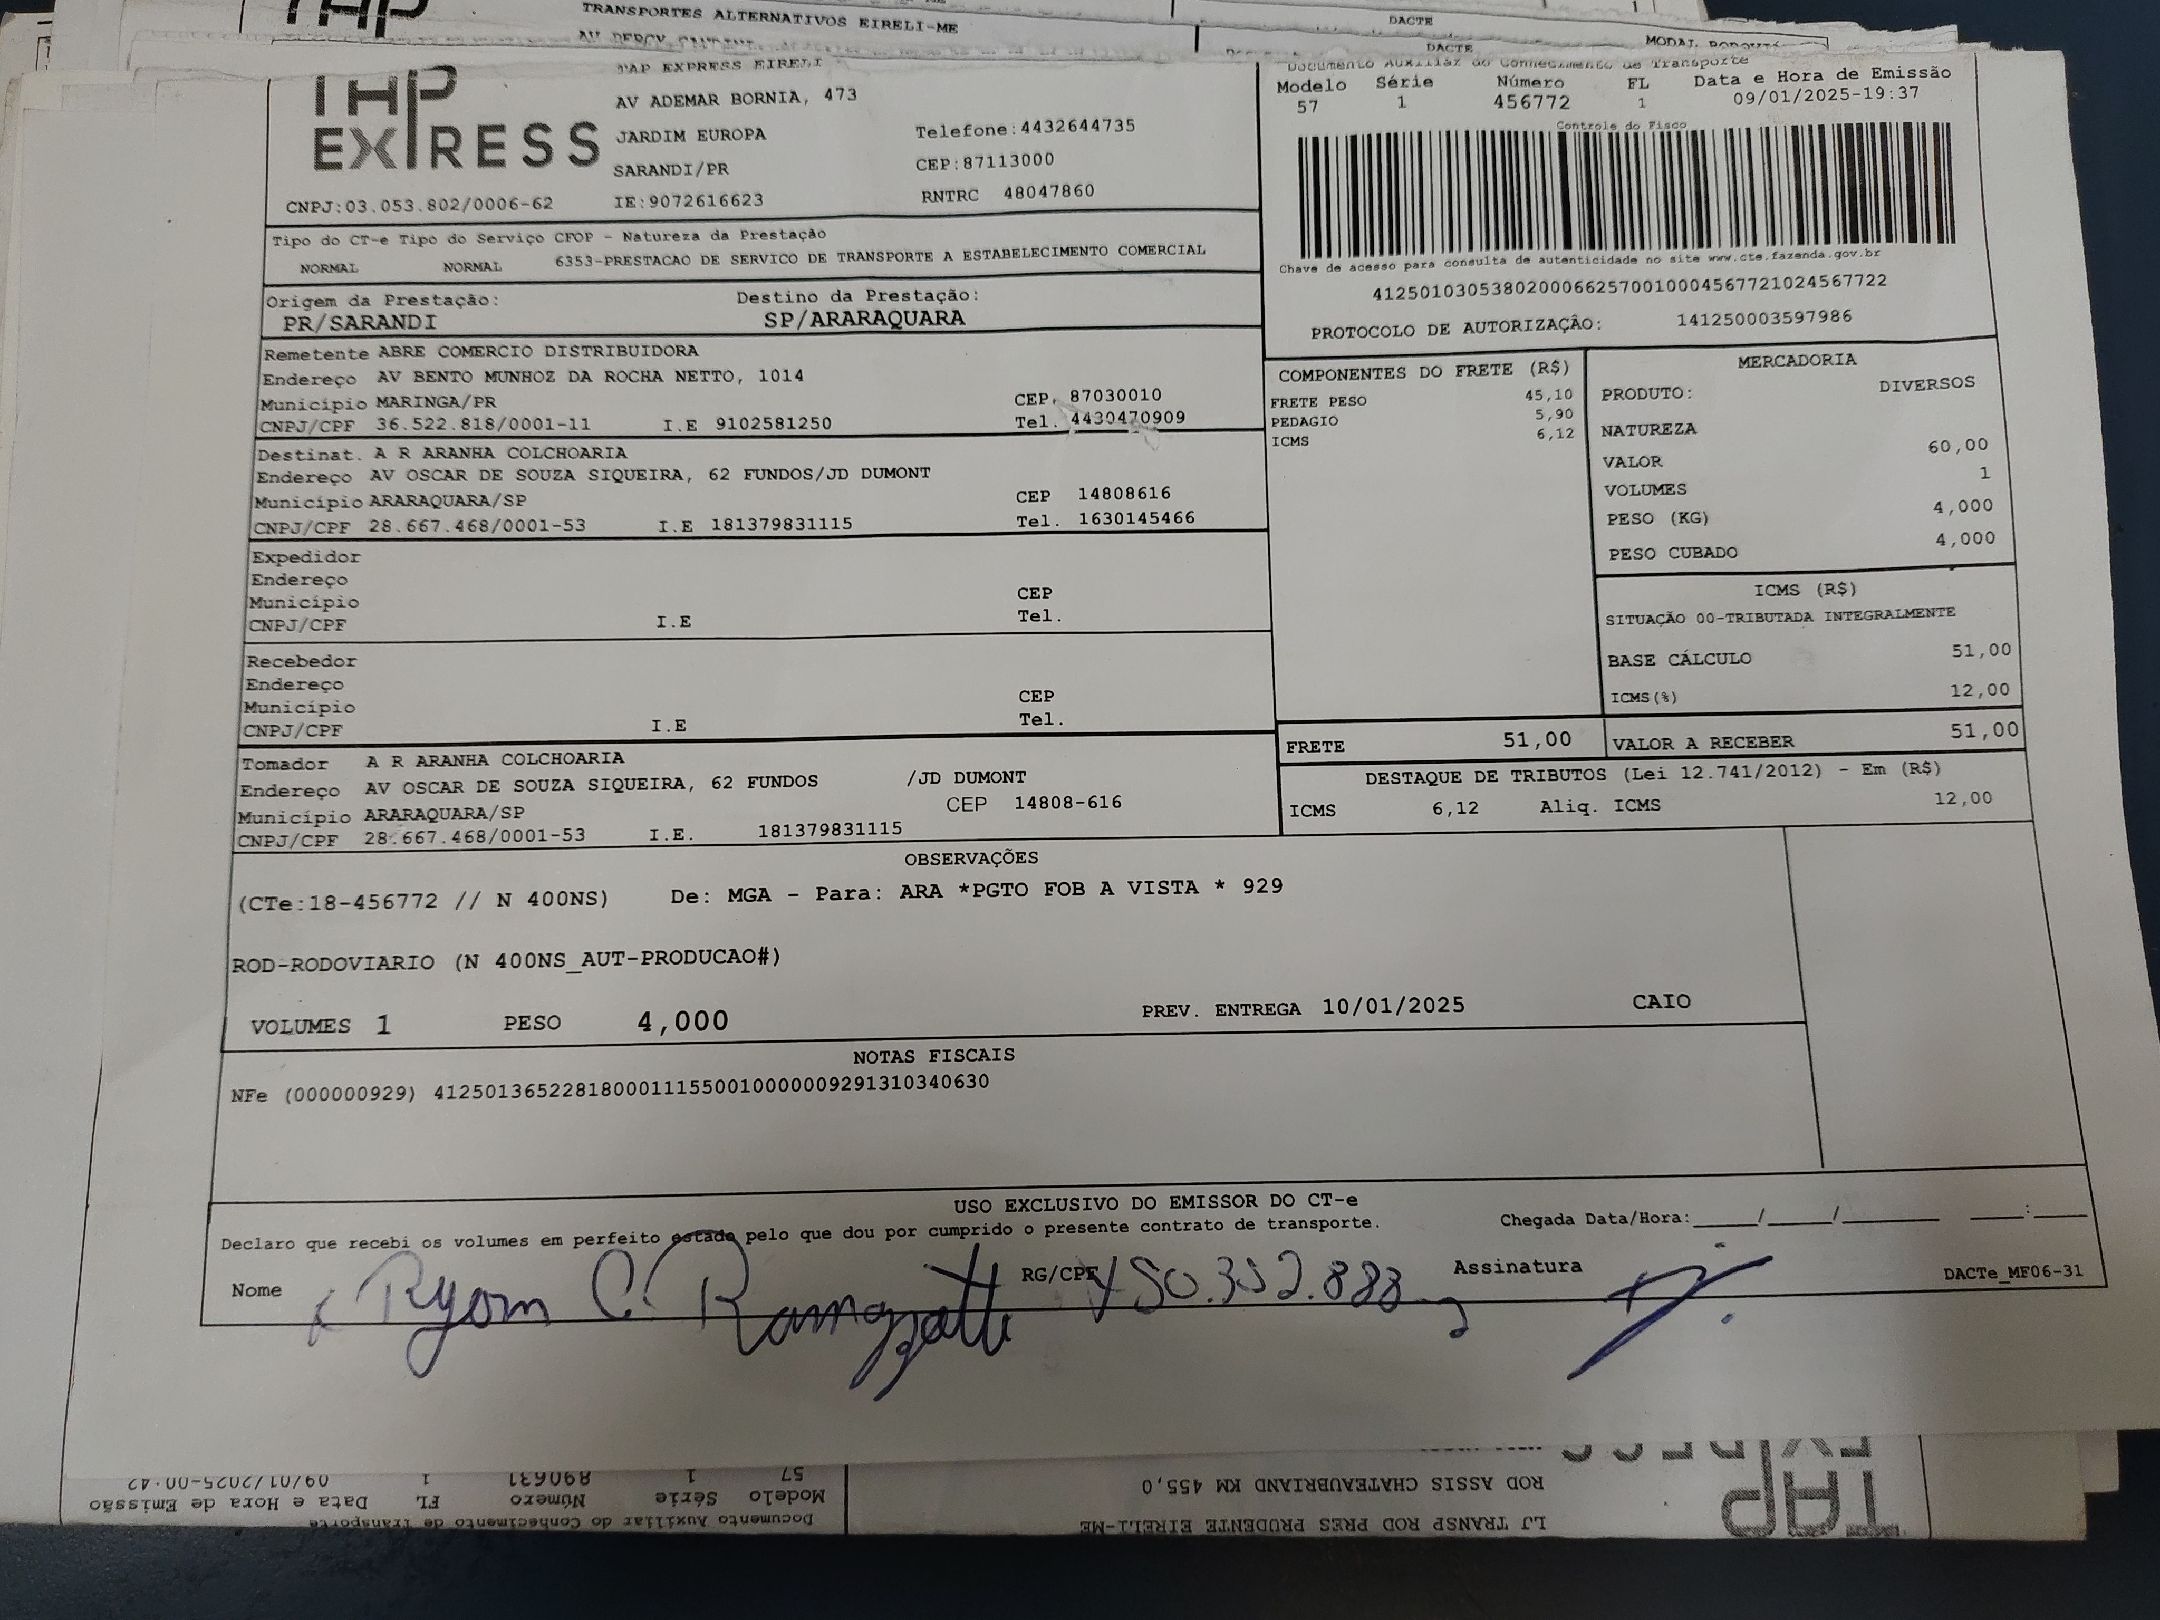 TRANSPORTES ALTERNATIVOS EIRELI-ME
DACTE
DACTE
TAP EXPRESS
TAP EXPRESS EIRELI
AV ADEMAR BORNIA, 473
JARDIM EUROPA
SARANDI/PR
IE:9072616623
Telefone:4432644735
CEP:87113000
RNTRC 48047860
CNPJ:03.053.802/0006-62
Documento Auxiliar do Conhecimento de Transporte
Modelo Série Número FL Data e Hora de Emissão
57 1 456772 1 09/01/2025-19:37
Controle do Fisco
Chave de acesso para consulta de autenticidade no site www.cte.fazenda.gov.br
41250103053802000662570010004567721024567722
PROTOCOLO DE AUTORIZAÇÃO: 141250003597986
Tipo do CT-e Tipo do Serviço CFOP - Natureza da Prestação
NORMAL NORMAL 6353-PRESTACAO DE SERVICO DE TRANSPORTE A ESTABELECIMENTO COMERCIAL
Origem da Prestação: Destino da Prestação:
PR/SARANDI SP/ARARAQUARA
Remetente ABRE COMERCIO DISTRIBUIDORA
Endereço AV BENTO MUNHOZ DA ROCHA NETTO, 1014
Município MARINGA/PR CEP. 87030010
CNPJ/CPF 36.522.818/0001-11 I.E 9102581250 Tel. 4430470909
Destinat. A R ARANHA COLCHOARIA
Endereço AV OSCAR DE SOUZA SIQUEIRA, 62 FUNDOS/JD DUMONT
Município ARARAQUARA/SP CEP 14808616
CNPJ/CPF 28.667.468/0001-53 I.E 181379831115 Tel. 1630145466
Expedidor
Endereço
Município CEP
CNPJ/CPF I.E Tel.
Recebedor
Endereço
Município CEP
CNPJ/CPF I.E Tel.
Tomador A R ARANHA COLCHOARIA
Endereço AV OSCAR DE SOUZA SIQUEIRA, 62 FUNDOS /JD DUMONT
Município ARARAQUARA/SP CEP 14808-616
CNPJ/CPF 28.667.468/0001-53 I.E. 181379831115
COMPONENTES DO FRETE (R$)
FRETE PESO 45,10
PEDAGIO 5,90
ICMS 6,12
MERCADORIA
PRODUTO: DIVERSOS
NATUREZA
VALOR 60,00
VOLUMES 1
PESO (KG) 4,000
PESO CUBADO 4,000
ICMS (R$)
SITUAÇÃO 00-TRIBUTADA INTEGRALMENTE
BASE CÁLCULO 51,00
ICMS(%) 12,00
FRETE 51,00 VALOR A RECEBER 51,00
DESTAQUE DE TRIBUTOS (Lei 12.741/2012) - Em (R$)
ICMS 6,12 Aliq. ICMS 12,00
OBSERVAÇÕES
(CTe:18-456772 // N 400NS) De: MGA - Para: ARA *PGTO FOB A VISTA * 929
ROD-RODOVIARIO (N 400NS_AUT-PRODUCAO#)
VOLUMES 1 PESO 4,000 PREV. ENTREGA 10/01/2025 CAIO
NOTAS FISCAIS
NFe (000000929) 41250136522818000111550010000009291310340630
USO EXCLUSIVO DO EMISSOR DO CT-e
Declaro que recebi os volumes em perfeito estado pelo que dou por cumprido o presente contrato de transporte. Chegada Data/Hora:____/____/______ ___:___
Nome RG/CPF 450.352.888 Assinatura DACTe_MF06-31
TAP
LJ TRANSP ROD PRES PRUDENTE EIRELI-ME
ROD ASSIS CHATEAUBRIAND KM 455,0
Documento Auxiliar do Conhecimento de Transporte
Modelo Série Número FL Data e Hora de Emissão
57 1 890631 1 09/01/2025-00:42